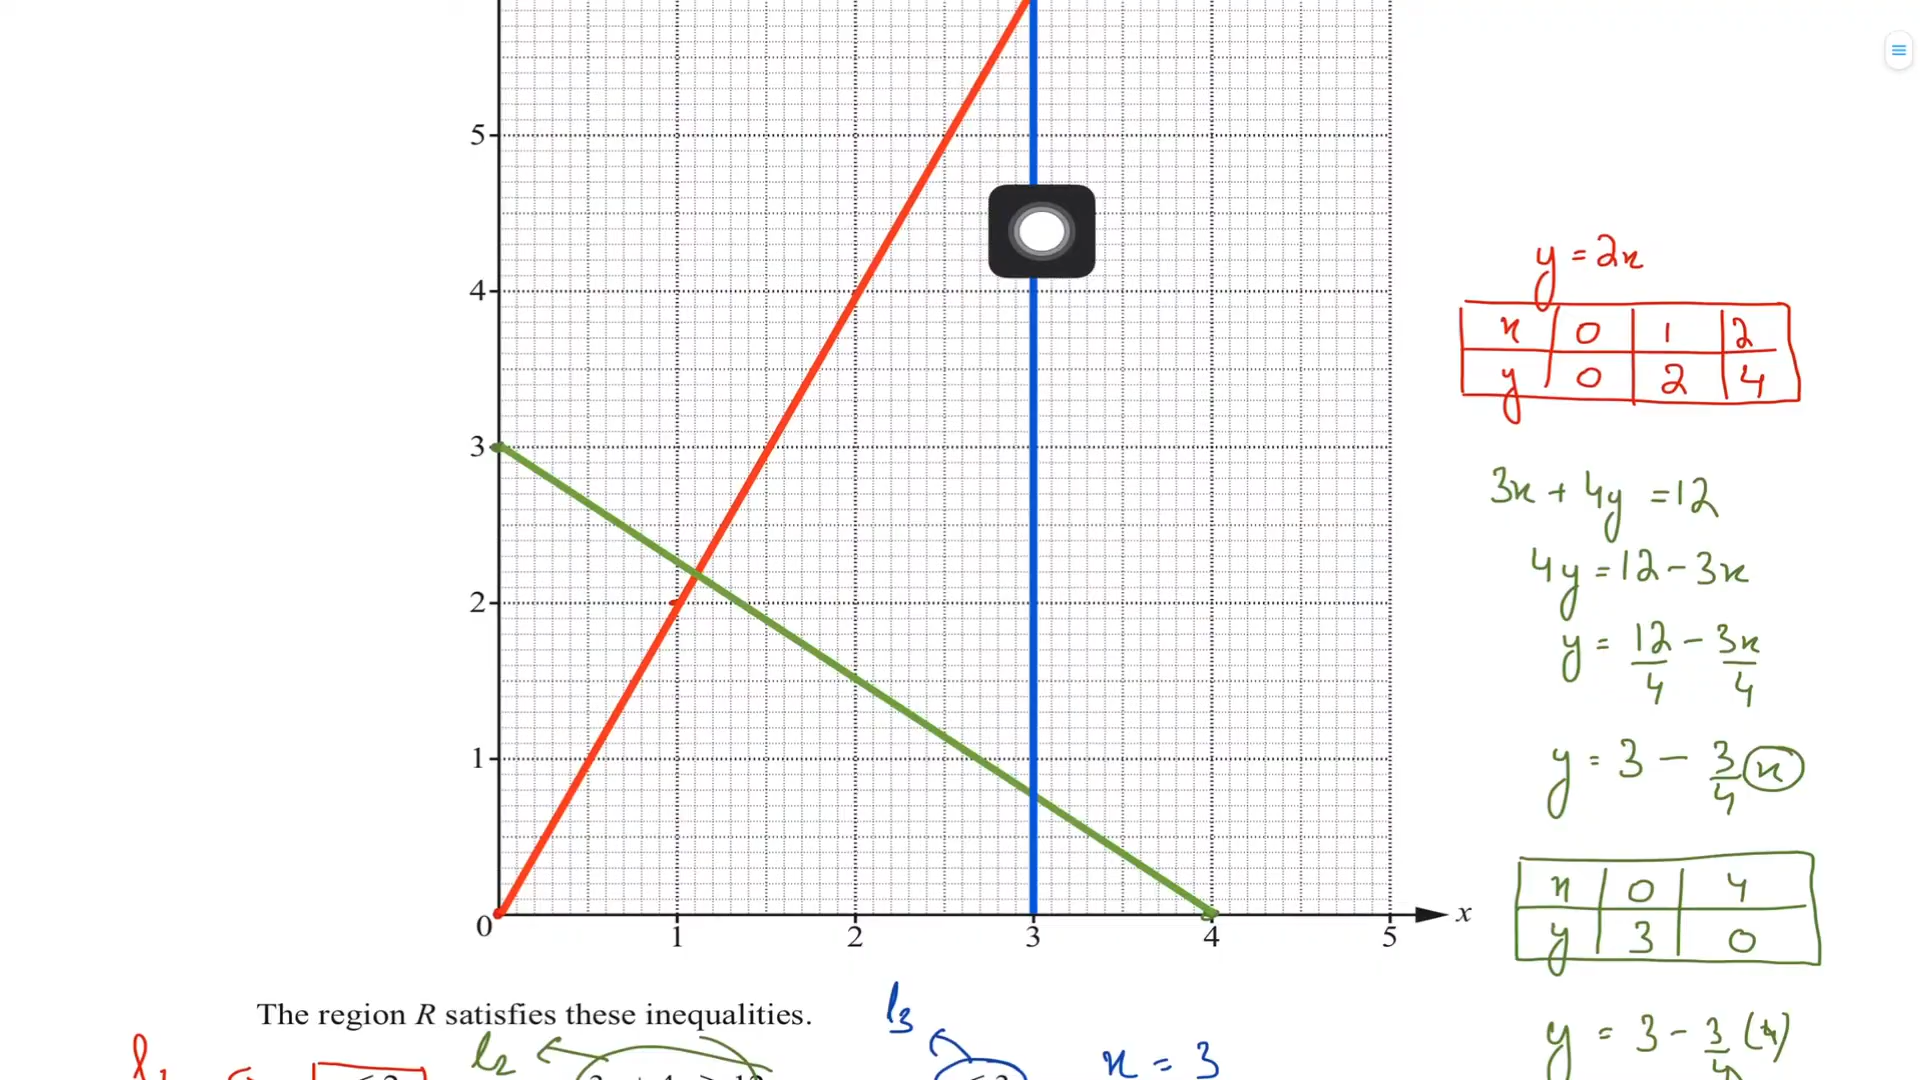 5
4
3
2
1
0
1
2
3
4
5
x
y = 2x
x 0 1 2
y 0 2 4
3x + 4y = 12
4y = 12 - 3x
y = 12/4 - 3x/4
y = 3 - 3/4 x
x 0 4
y 3 0
y = 3 - 3/4 (4)
The region R satisfies these inequalities.
l3
l2
x = 3